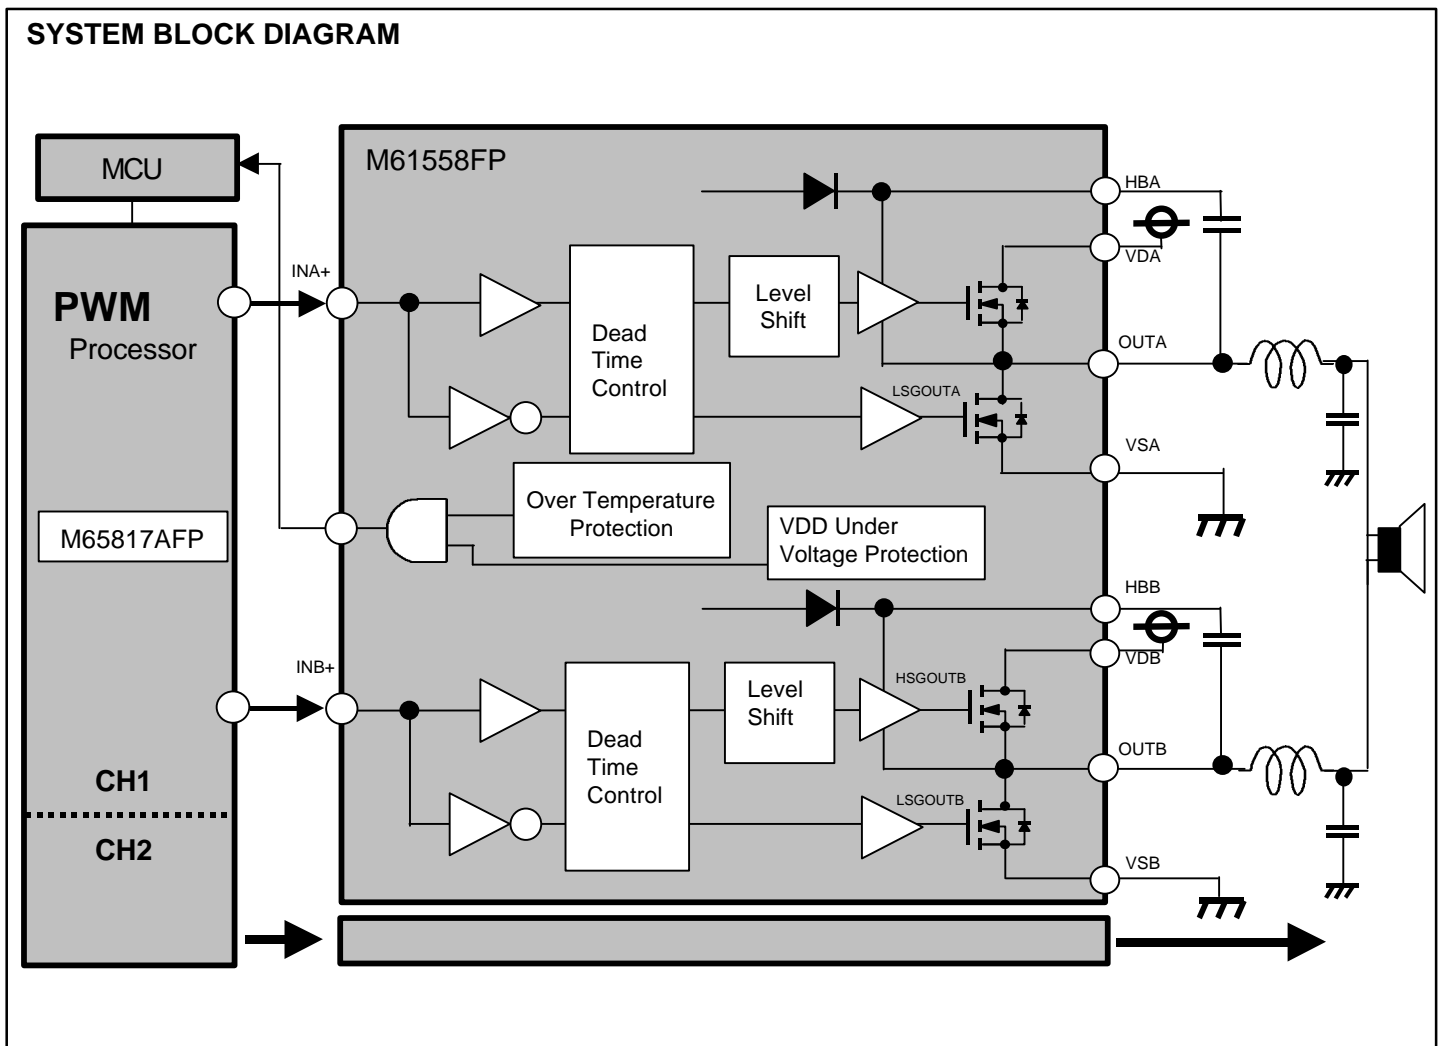 SYSTEM BLOCK DIAGRAM
MCU
M61558FP
HBA
VDA
INA+
PWM
Processor
Dead
Time
Control
Level
Shift
OUTA
LSGOUTA
VSA
M65817AFP
Over Temperature
Protection
VDD Under
Voltage Protection
HBB
VDB
INB+
Dead
Time
Control
Level
Shift
HSGOUTB
OUTB
LSGOUTB
VSB
CH1
CH2